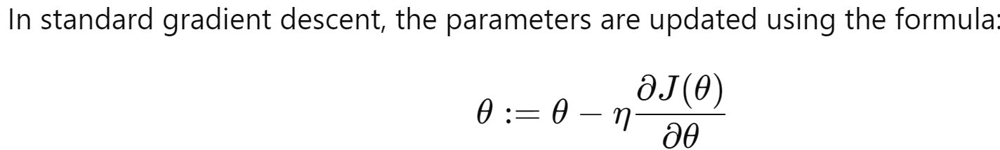 In standard gradient descent, the parameters are updated using the formula:
θ := θ − η ∂J(θ)/∂θ